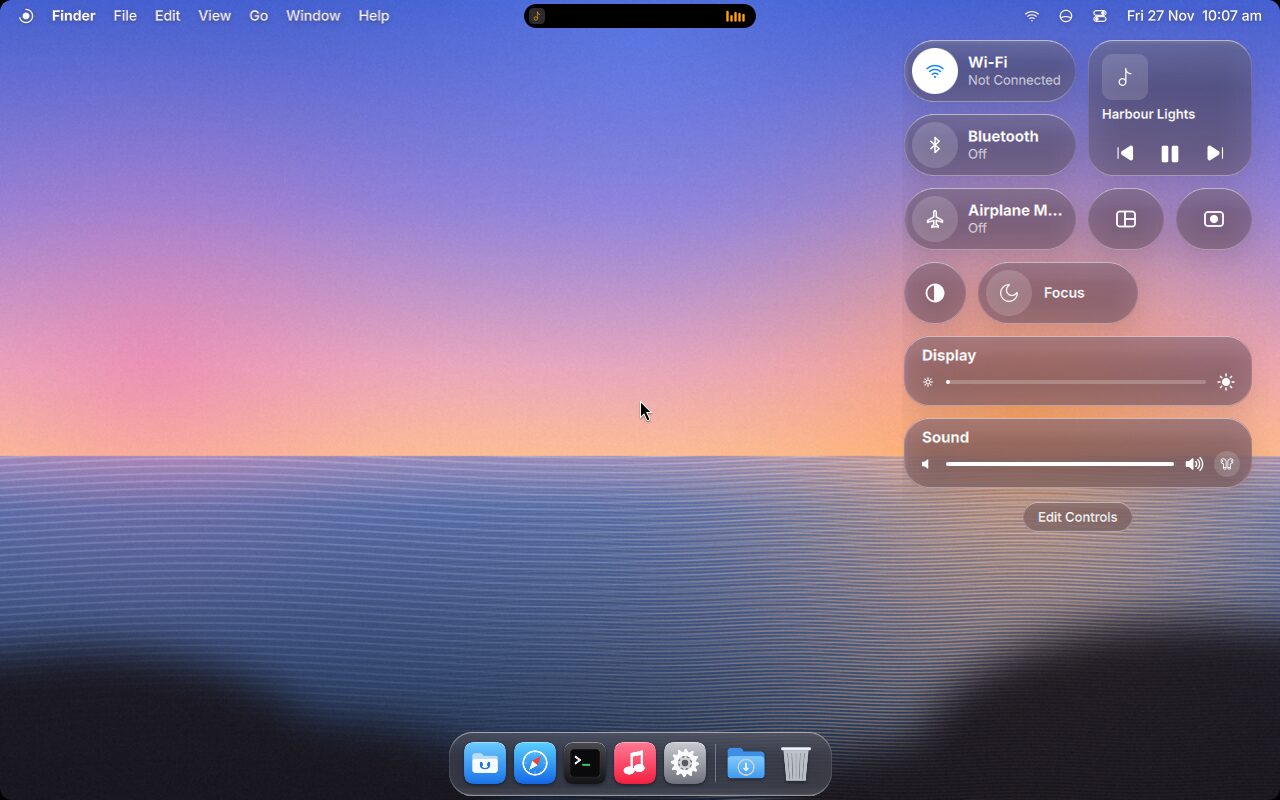 Finder File Edit View Go Window Help Fri 27 Nov 10:07 am
Wi-Fi
Not Connected
Harbour Lights
Bluetooth
Off
Airplane M...
Off
Focus
Display
Sound
Edit Controls